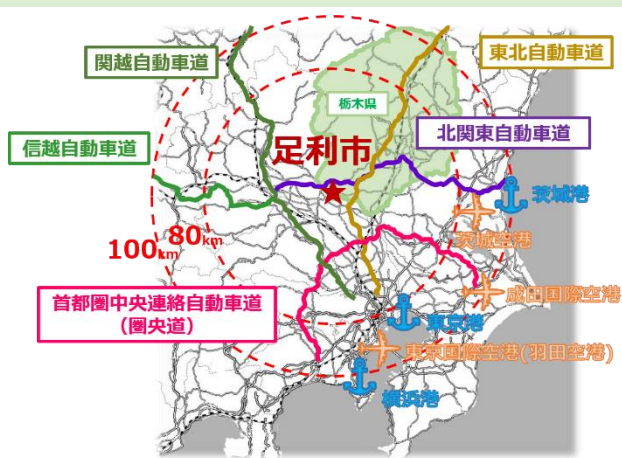 関越自動車道
東北自動車道
栃木県
信越自動車道
足利市
北関東自動車道
茨城港
茨城空港
100km
80km
首都圏中央連絡自動車道
(圏央道)
成田国際空港
東京港
東京国際空港(羽田空港)
横浜港